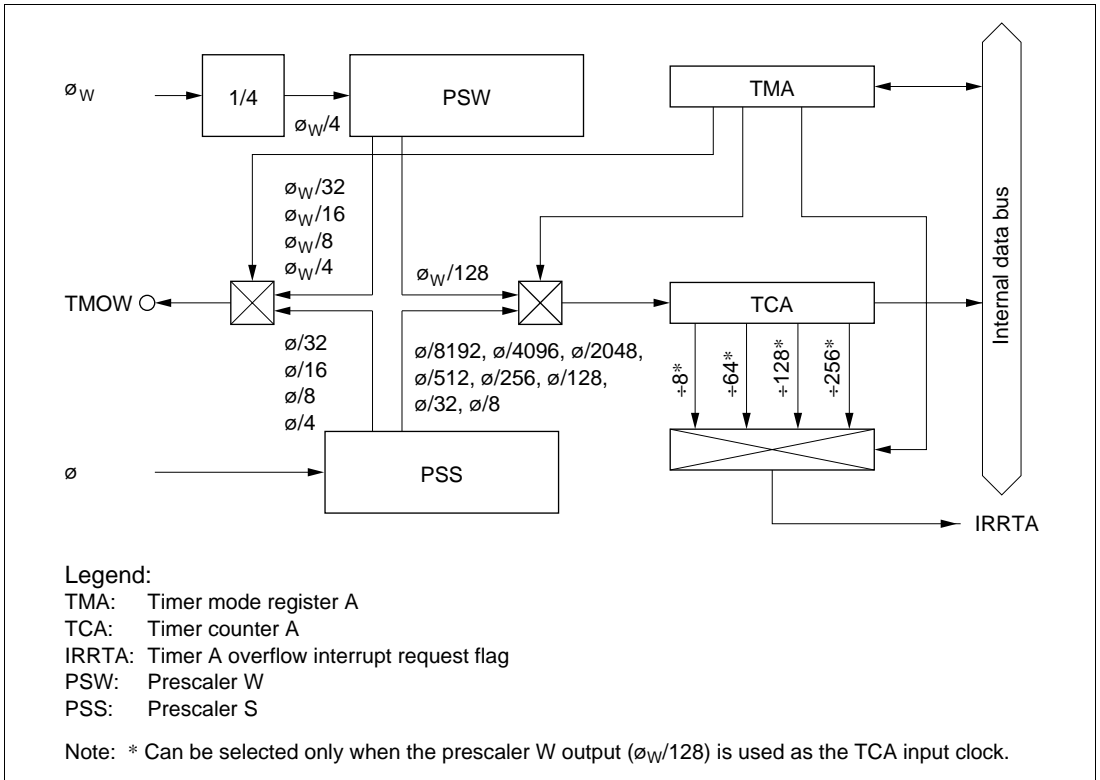 øW
1/4
øW/4
PSW
TMA
Internal data bus
øW/32
øW/16
øW/8
øW/4
øW/128
TMOW
TCA
ø/32
ø/16
ø/8
ø/4
ø/8192, ø/4096, ø/2048,
ø/512, ø/256, ø/128,
ø/32, ø/8
÷8*
÷64*
÷128*
÷256*
ø
PSS
IRRTA
Legend:
TMA: Timer mode register A
TCA: Timer counter A
IRRTA: Timer A overflow interrupt request flag
PSW: Prescaler W
PSS: Prescaler S
Note: * Can be selected only when the prescaler W output (øW/128) is used as the TCA input clock.